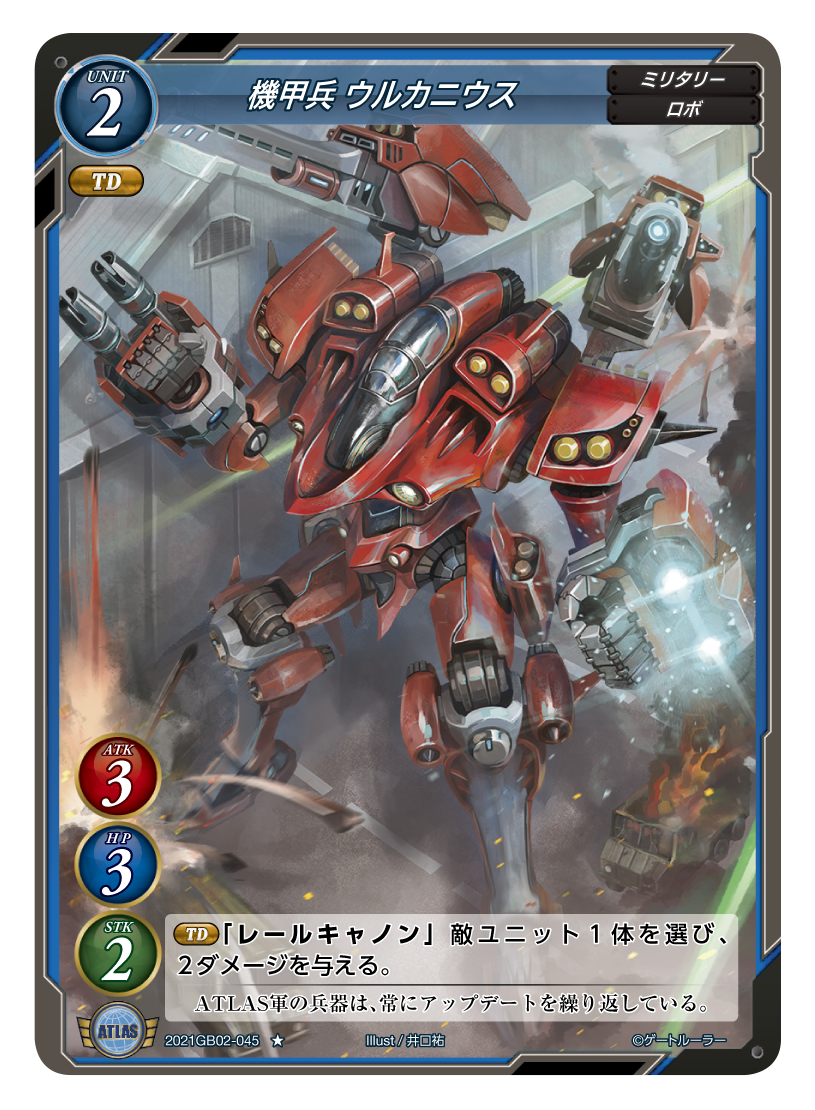 UNIT
2
機甲兵 ウルカニウス
ミリタリー
ロボ
TD
ATK
3
HP
3
STK
2
TD「レールキャノン」敵ユニット1体を選び、
2ダメージを与える。
ATLAS軍の兵器は、常にアップデートを繰り返している。
ATLAS
2021GB02-045 ★ Illust / 井口祐 ©ゲートルーラー